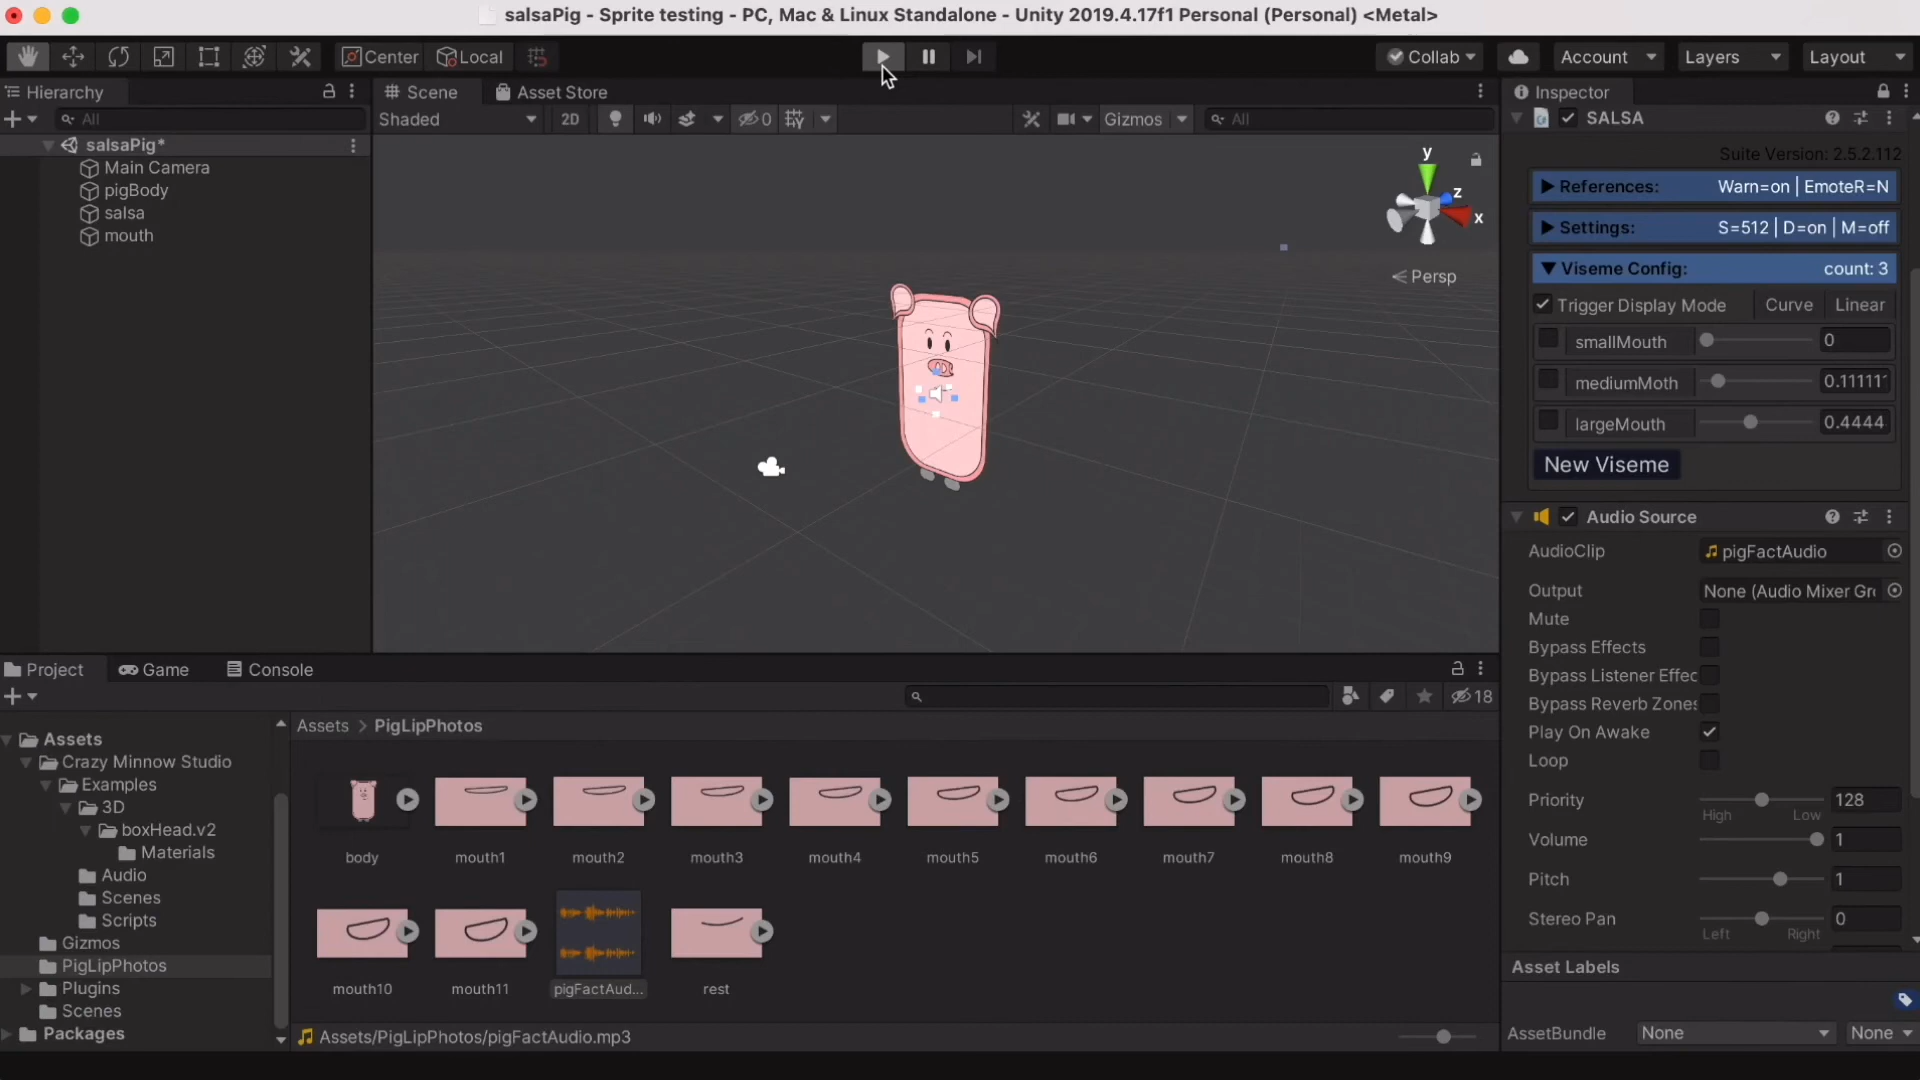 salsaPig - Sprite testing - PC, Mac & Linux Standalone - Unity 2019.4.17f1 Personal (Personal) <Metal>
Center Local Collab Account Layers Layout
Hierarchy Scene Asset Store Inspector
All Shaded 2D 0 Gizmos All SALSA
salsaPig* Suite Version: 2.5.2.112
Main Camera
pigBody
salsa
mouth
y
z
x
Persp
References: Warn=on | EmoteR=N
Settings: S=512 | D=on | M=off
Viseme Config: count: 3
Trigger Display Mode Curve Linear
smallMouth 0
mediumMoth 0.11111
largeMouth 0.4444
New Viseme
Audio Source
AudioClip pigFactAudio
Output None (Audio Mixer Gr
Mute
Bypass Effects
Bypass Listener Effec
Bypass Reverb Zones
Play On Awake
Loop
Priority 128
High Low
Volume 1
Pitch 1
Stereo Pan 0
Left Right
Asset Labels
AssetBundle None None
Project Game Console
18
Assets
Crazy Minnow Studio
Examples
3D
boxHead.v2
Materials
Audio
Scenes
Scripts
Gizmos
PigLipPhotos
Plugins
Scenes
Packages
Assets > PigLipPhotos
body mouth1 mouth2 mouth3 mouth4 mouth5 mouth6 mouth7 mouth8 mouth9
mouth10 mouth11 pigFactAud... rest
Assets/PigLipPhotos/pigFactAudio.mp3